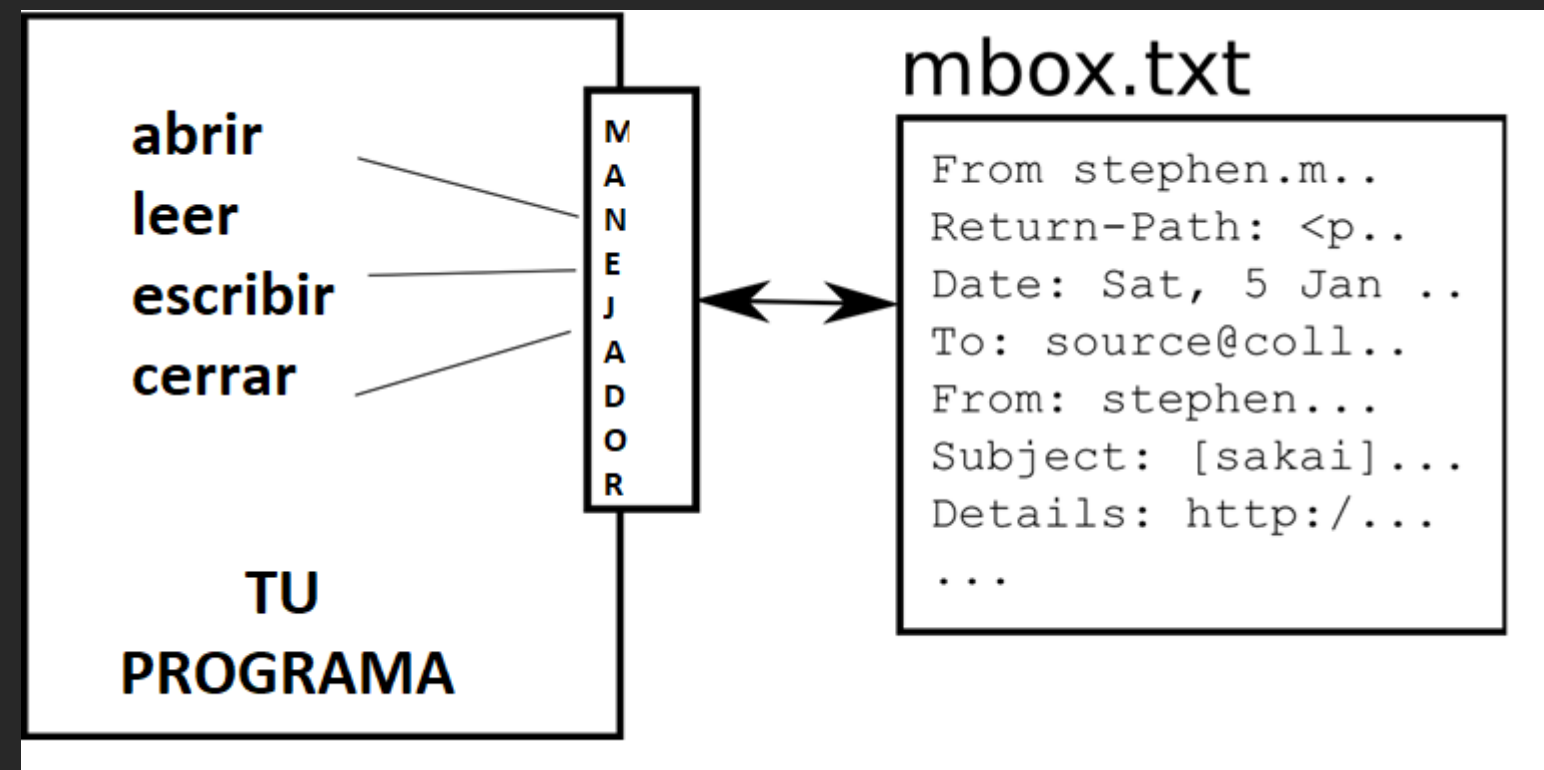 abrir
leer
escribir
cerrar
TU
PROGRAMA
M
A
N
E
J
A
D
O
R
mbox.txt
From stephen.m..
Return-Path: <p..
Date: Sat, 5 Jan ..
To: source@coll..
From: stephen...
Subject: [sakai]...
Details: http:/...
...